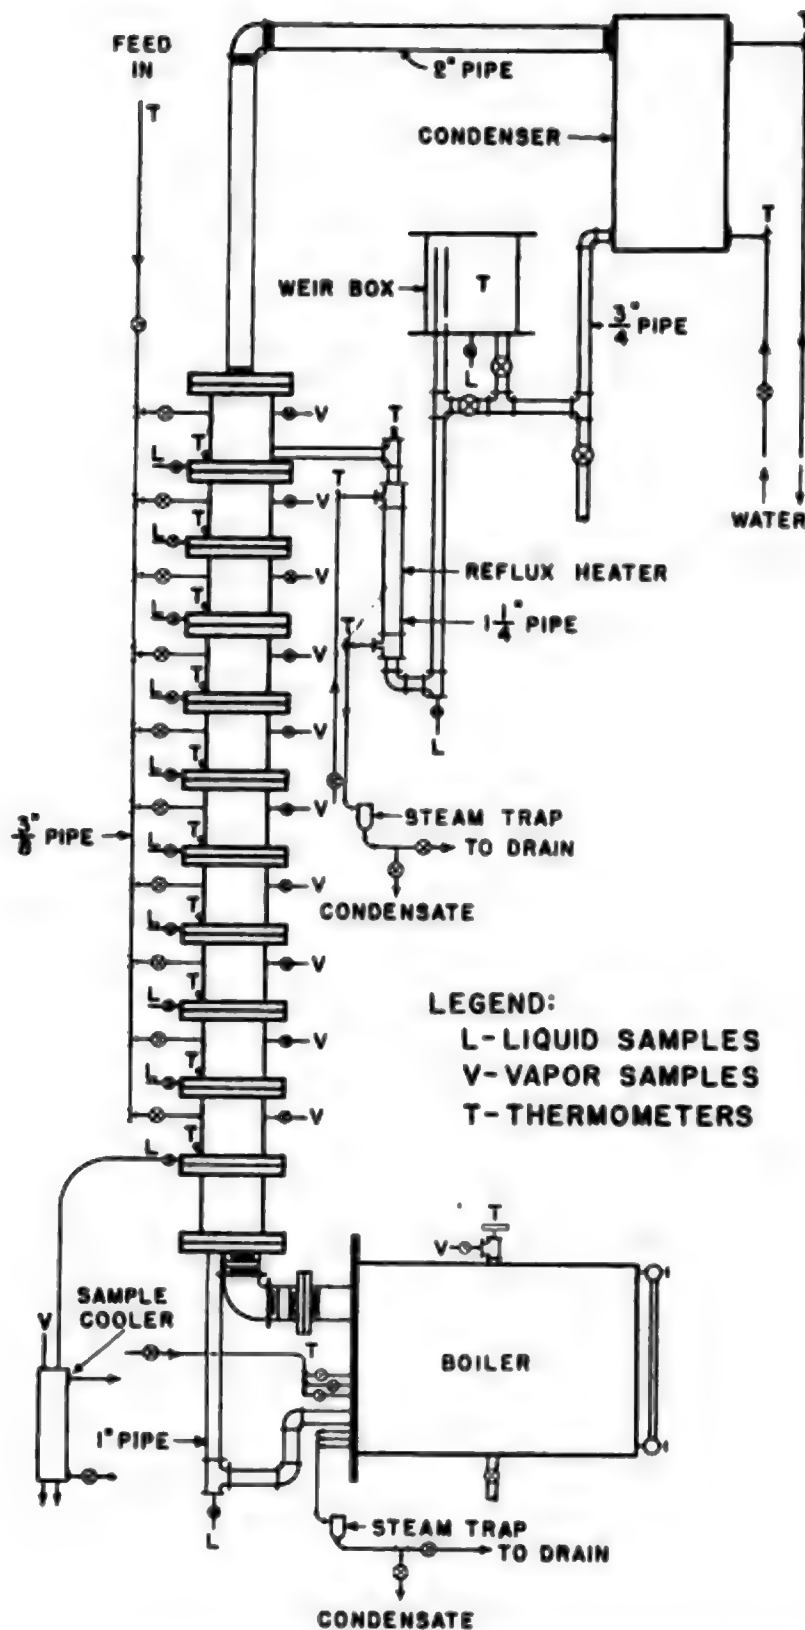 FEED
IN
T
2" PIPE
CONDENSER
T
T
WEIR BOX
T
3/4" PIPE
L
V
T
T
L
T
V
WATER
T
L
V
REFLUX HEATER
T
L
V
1 1/4" PIPE
T
T
L
V
L
T
L
V
T
L
V
STEAM TRAP
3/8" PIPE
T
L
TO DRAIN
V
CONDENSATE
T
L
V
T
L
LEGEND:
L-LIQUID SAMPLES
V
V-VAPOR SAMPLES
T
L
T-THERMOMETERS
V
T
L
T
V
SAMPLE
COOLER
V
T
BOILER
1" PIPE
L
STEAM TRAP
TO DRAIN
CONDENSATE